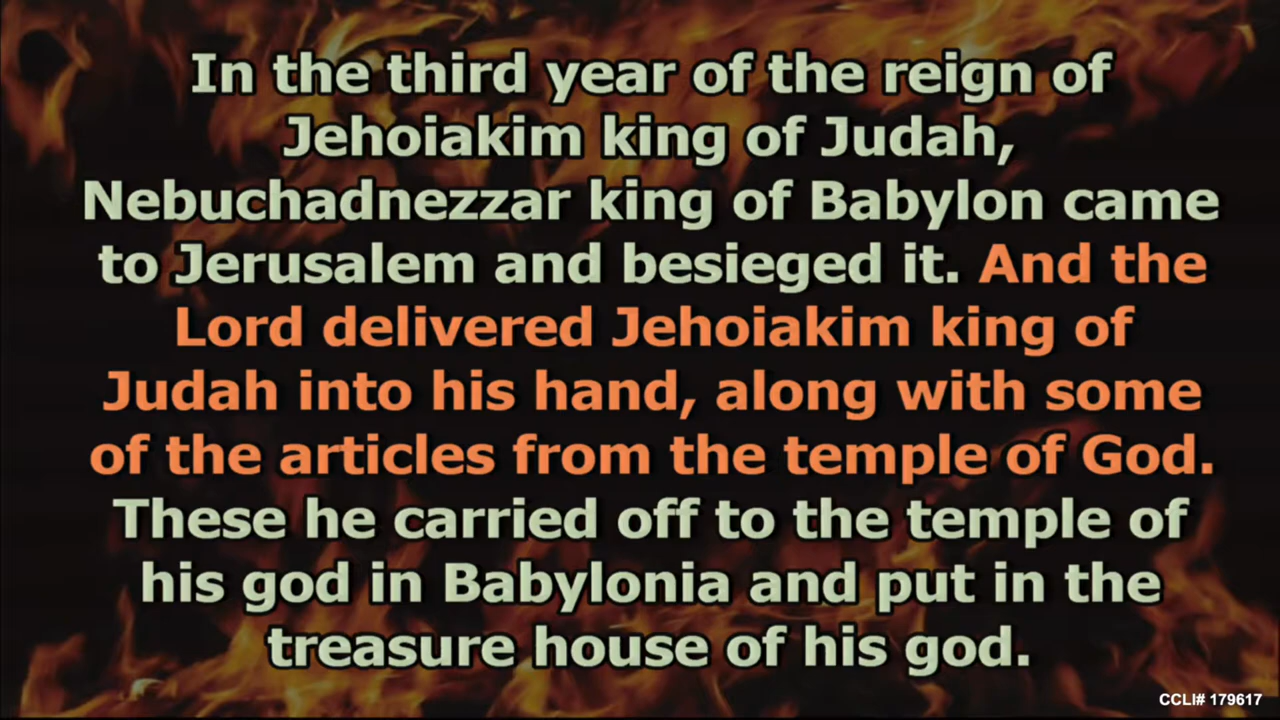 In the third year of the reign of
Jehoiakim king of Judah,
Nebuchadnezzar king of Babylon came
to Jerusalem and besieged it. And the
Lord delivered Jehoiakim king of
Judah into his hand, along with some
of the articles from the temple of God.
These he carried off to the temple of
his god in Babylonia and put in the
treasure house of his god.
CCLI# 179617